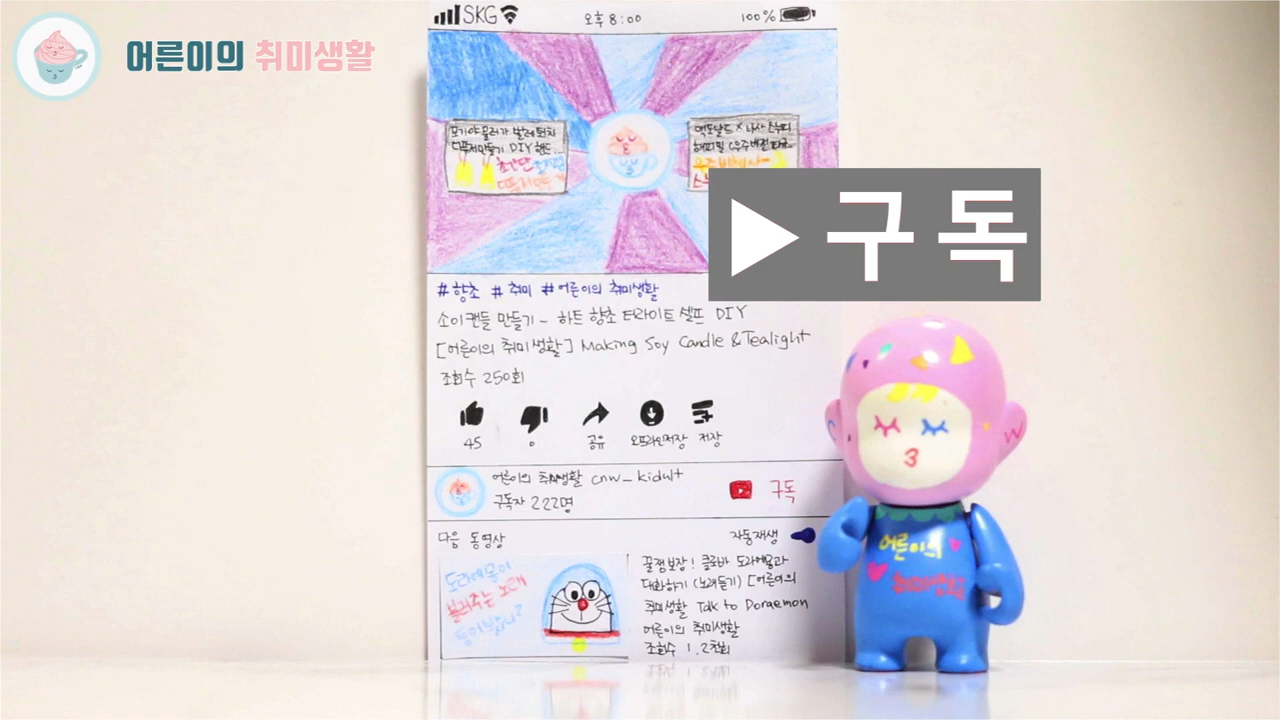 어른이의 취미생활
SKG 오후 8:00 100%
초간단
구독
#향초 #취미 #어른이의 취미생활
소이캔들 만들기 - 하트 향초 티라이트 셀프 DIY
[어른이의 취미생활] Making Soy Candle & Tealight
조회수 250회
45 0 공유 오프라인저장 저장
어른이의 취미생활 cnw_kidult
구독자 222명
구독
다음 동영상 자동재생
도라에몽이
불러주는 노래
들어봤니?
꿀잼보장! 클로바 도라에몽과
대화하기 (노래듣기) [어른이의
취미생활 Talk to Doraemon
어른이의 취미생활
조회수 1.2천회
어른이의
취미생활